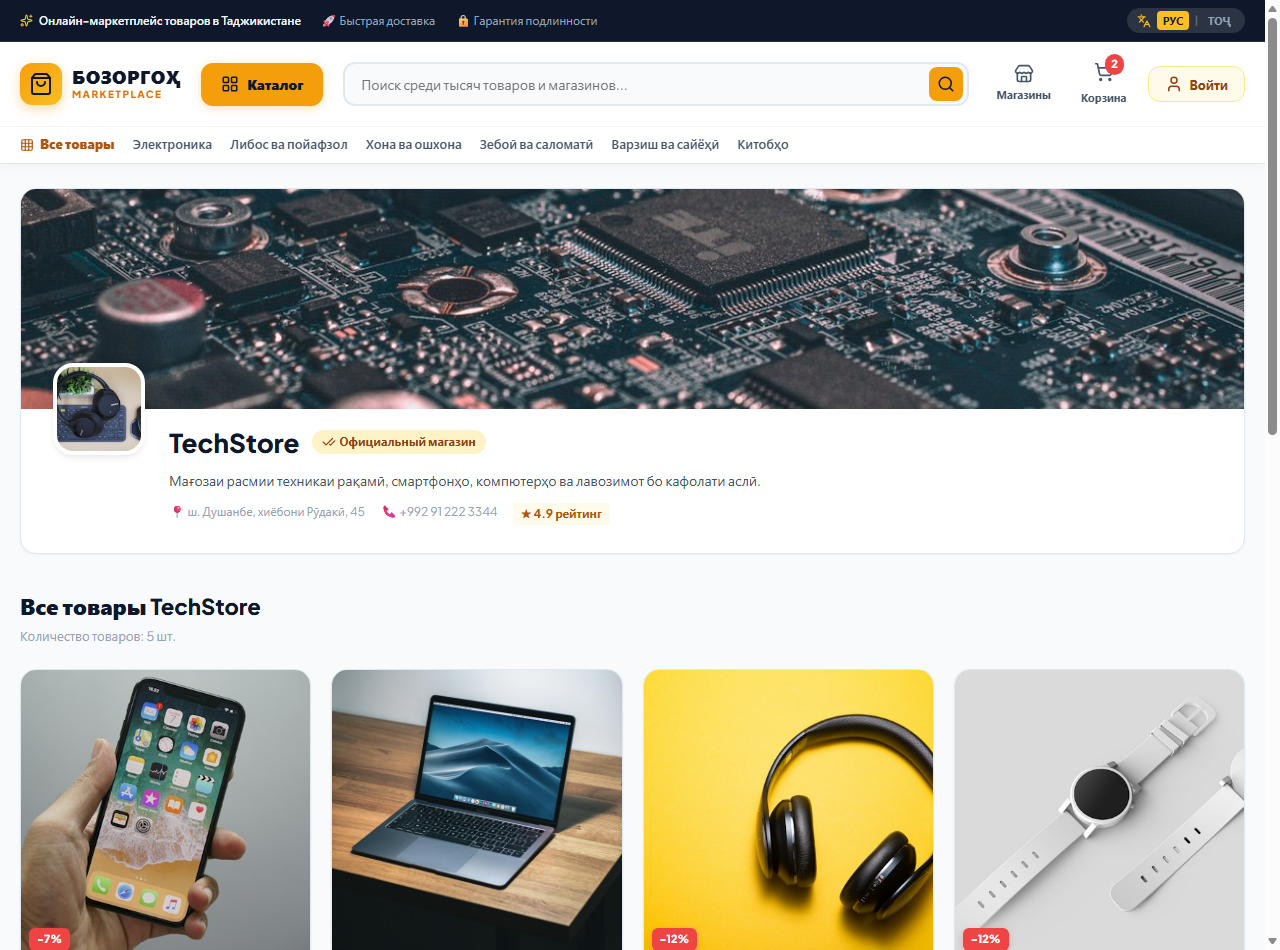 Онлайн-маркетплейс товаров в Таджикистане
🚀 Быстрая доставка
🔒 Гарантия подлинности
РУС | ТОҶ
БОЗОРГОҲ
MARKETPLACE
Каталог
Поиск среди тысяч товаров и магазинов...
Магазины
2
Корзина
Войти
Все товары
Электроника
Либос ва пойафзол
Хона ва ошхона
Зебоӣ ва саломатӣ
Варзиш ва сайёҳӣ
Китобҳо
TechStore
Официальный магазин
Мағозаи расмии техникаи рақамӣ, смартфонҳо, компютерҳо ва лавозимот бо кафолати аслӣ.
📍 ш. Душанбе, хиёбони Рӯдакӣ, 45
📞 +992 91 222 3344
★ 4.9 рейтинг
Все товары TechStore
Количество товаров: 5 шт.
-7%
-12%
-12%